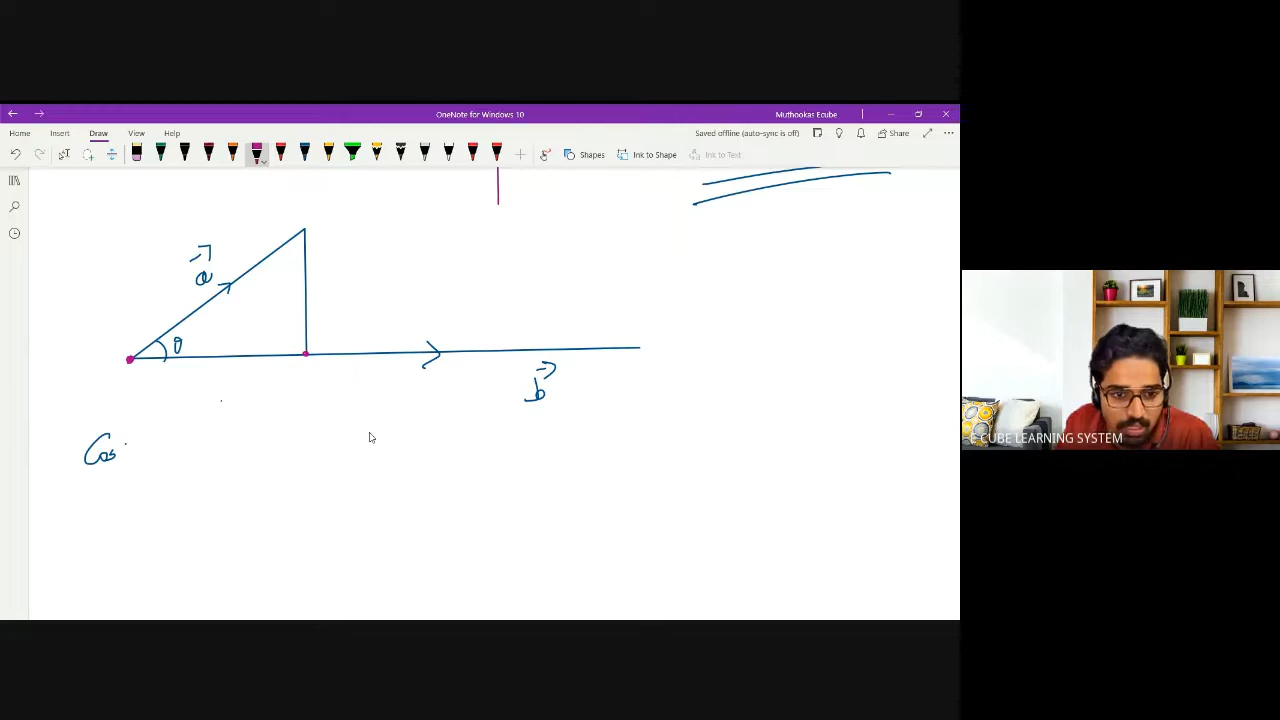 OneNote for Windows 10
Muthookas Ecube
Home Insert Draw View Help
Saved offline (auto-sync is off)
Share
Shapes
Ink to Shape
Ink to Text
a
θ
b
Cos
E CUBE LEARNING SYSTEM